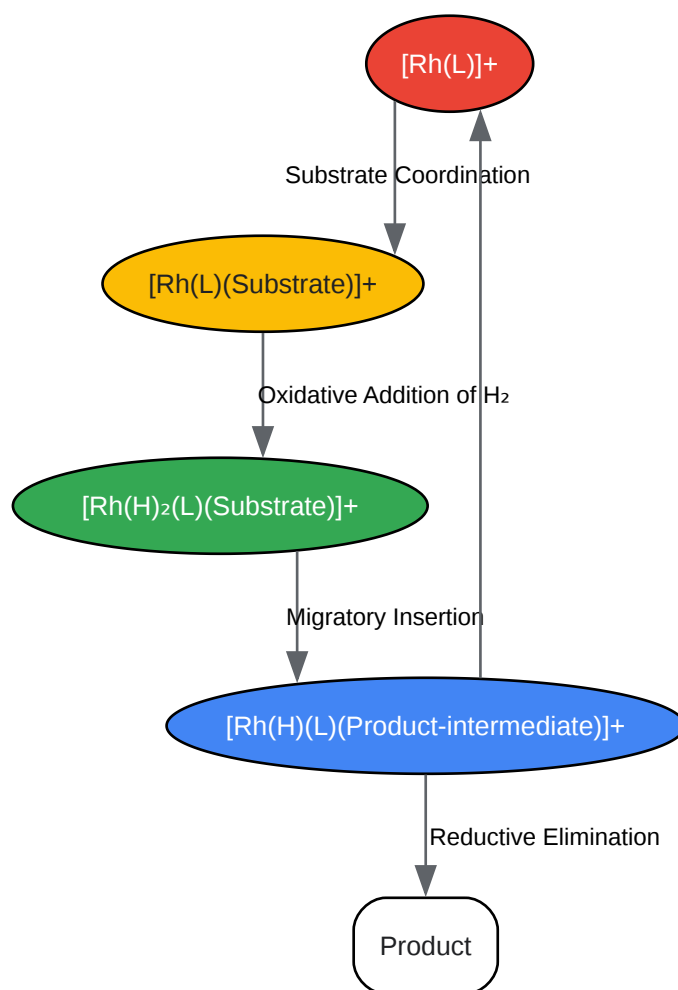 [Rh(L)]+
Substrate Coordination
[Rh(L)(Substrate)]+
Oxidative Addition of H₂
[Rh(H)₂(L)(Substrate)]+
Migratory Insertion
[Rh(H)(L)(Product-intermediate)]+
Reductive Elimination
Product